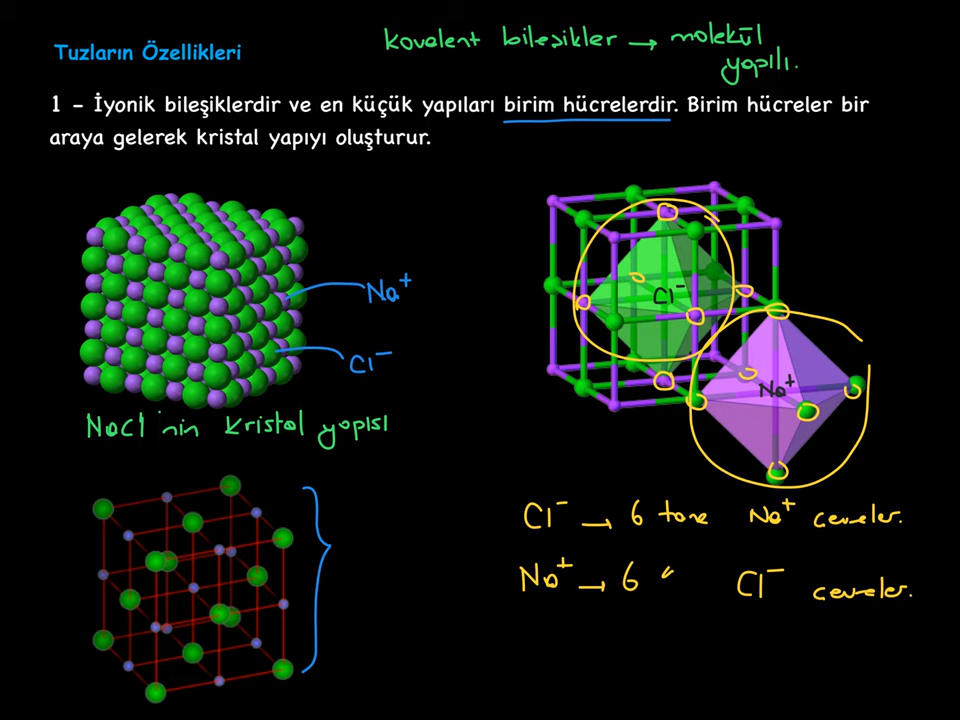 kovalent bileşikler → molekül
yapılı.
Tuzların Özellikleri
1 - İyonik bileşiklerdir ve en küçük yapıları birim hücrelerdir. Birim hücreler bir
araya gelerek kristal yapıyı oluşturur.
Na+
Cl-
NaCl'nin kristal yapısı
Cl-
Na+
Cl- → 6 tane Na+ çevreler.
Na+ → 6 " Cl- çevreler.